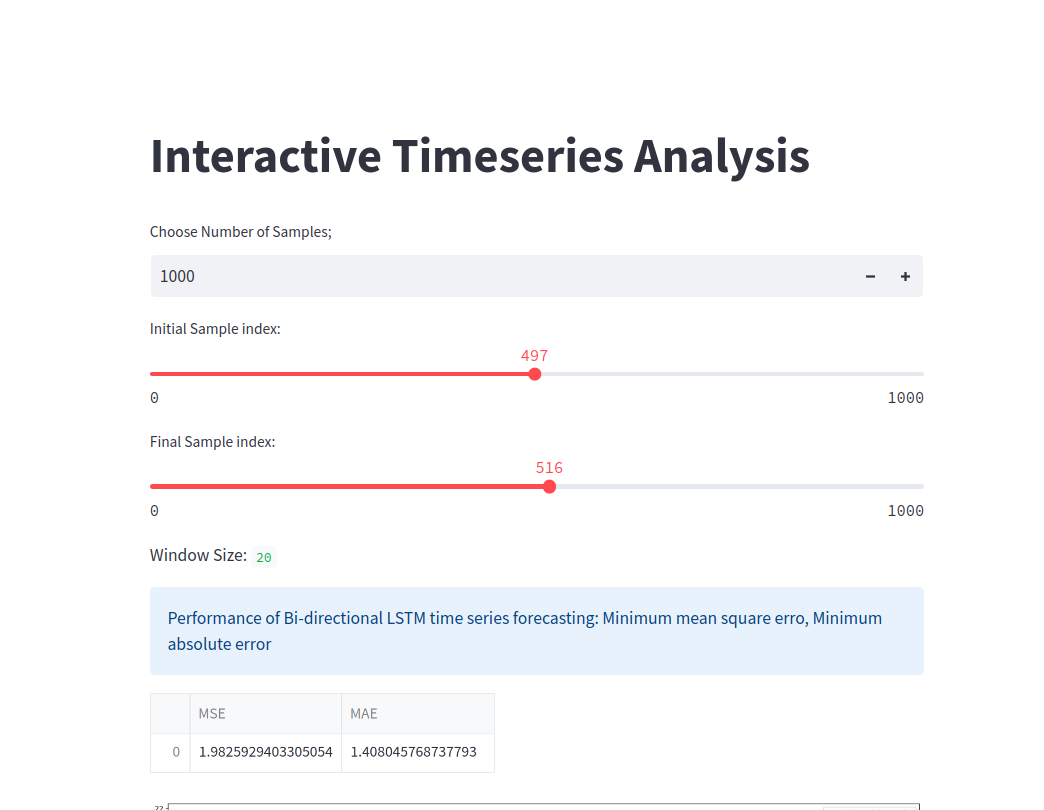 Interactive Timeseries Analysis
Choose Number of Samples;
1000
Initial Sample index:
497
0 1000
Final Sample index:
516
0 1000
Window Size: 20
Performance of Bi-directional LSTM time series forecasting: Minimum mean square erro, Minimum
absolute error
MSE MAE
0 1.9825929403305054 1.408045768737793
22